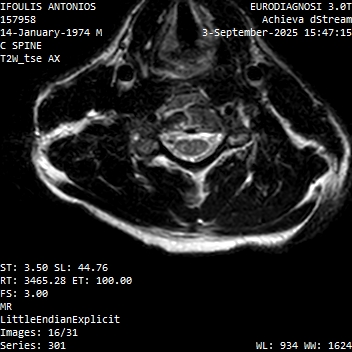 IFOULIS ANTONIOS
EURODIAGNOSI 3.0T
157958
Achieva dStream
14-January-1974 M
3-September-2025 15:47:15
C SPINE
T2W_tse AX
ST: 3.50 SL: 44.76
RT: 3465.28 ET: 100.00
FS: 3.00
MR
LittleEndianExplicit
Images: 16/31
Series: 301
WL: 934 WW: 1624